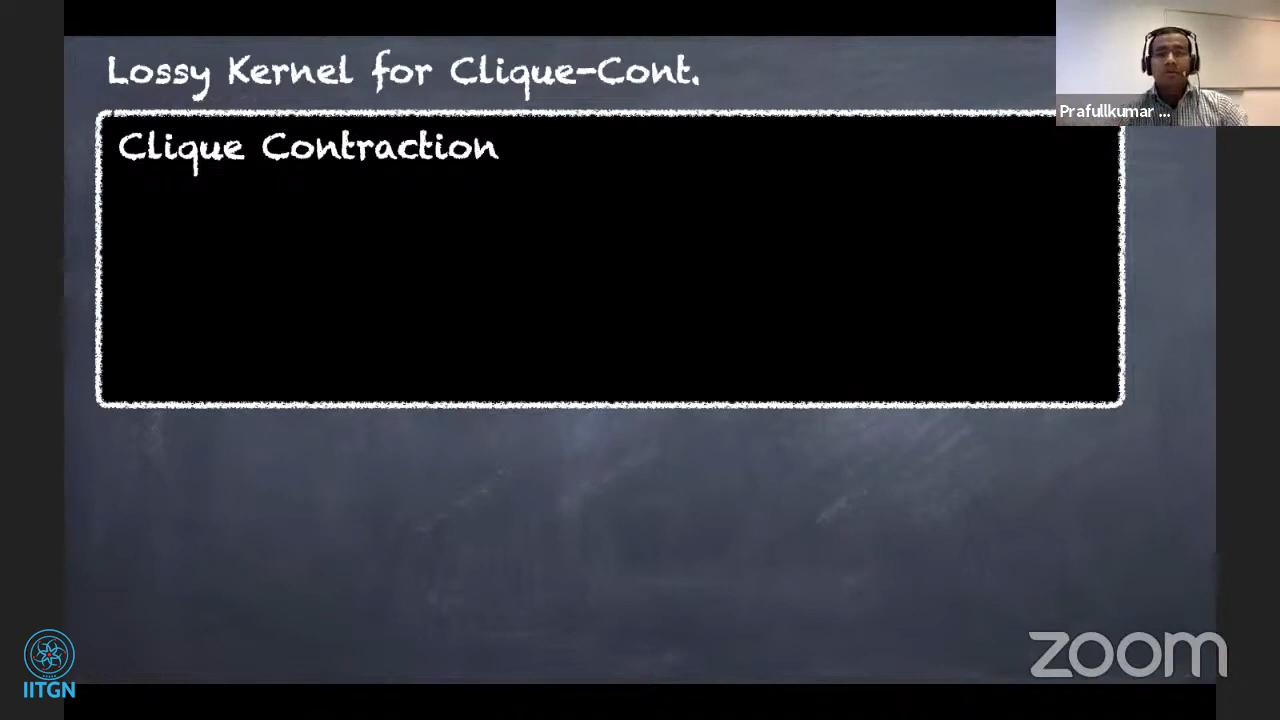 Lossy Kernel for Clique-Cont.
Prafullkumar ...
Clique Contraction
IITGN
zoom